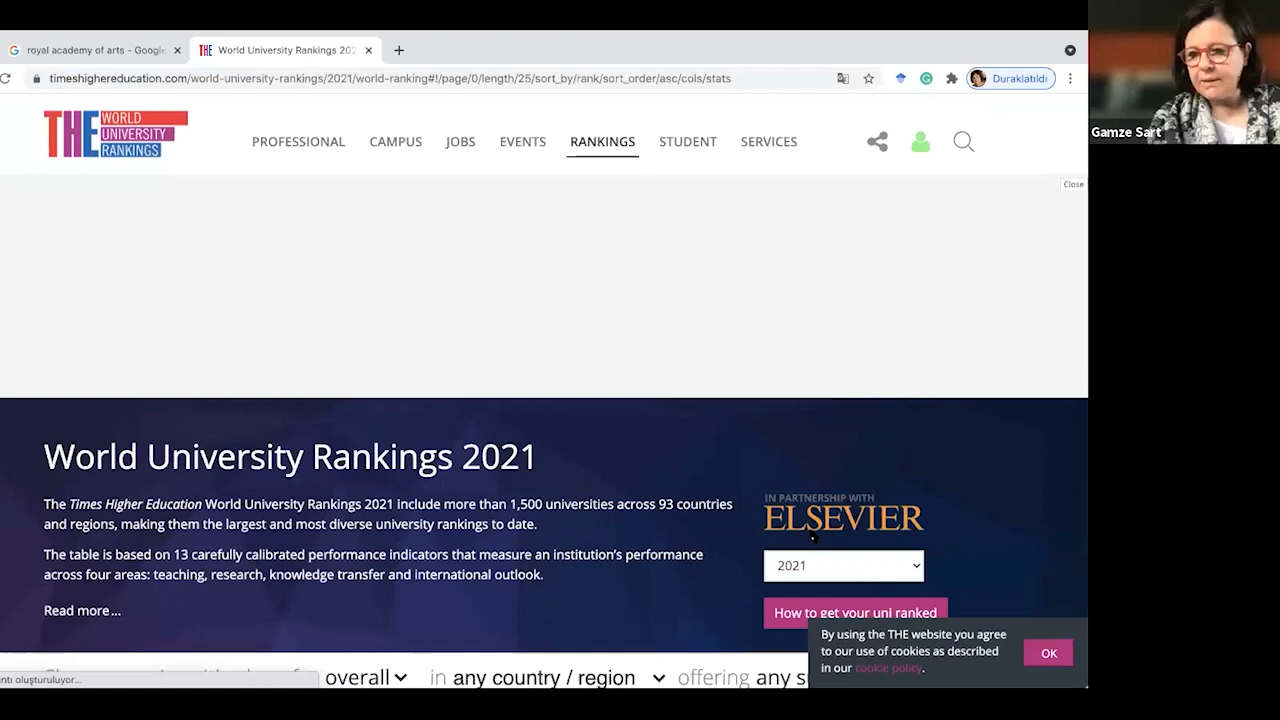 royal academy of arts - Google
World University Rankings 202
timeshighereducation.com/world-university-rankings/2021/world-ranking#!/page/0/length/25/sort_by/rank/sort_order/asc/cols/stats
Duraklatıldı
THE WORLD UNIVERSITY RANKINGS
PROFESSIONAL CAMPUS JOBS EVENTS RANKINGS STUDENT SERVICES
Gamze Sart
Close
World University Rankings 2021
The Times Higher Education World University Rankings 2021 include more than 1,500 universities across 93 countries
and regions, making them the largest and most diverse university rankings to date.
The table is based on 13 carefully calibrated performance indicators that measure an institution's performance
across four areas: teaching, research, knowledge transfer and international outlook.
Read more...
IN PARTNERSHIP WITH
ELSEVIER
2021
How to get your uni ranked
By using the THE website you agree
to our use of cookies as described
in our cookie policy.
OK
overall in any country / region offering any
ntı oluşturuluyor...